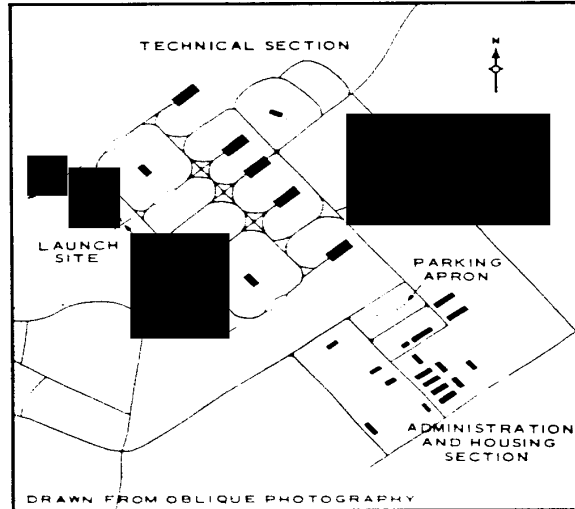 TECHNICAL SECTION
N
LAUNCH
SITE
PARKING
APRON
ADMINISTRATION
AND HOUSING
SECTION
DRAWN FROM OBLIQUE PHOTOGRAPHY